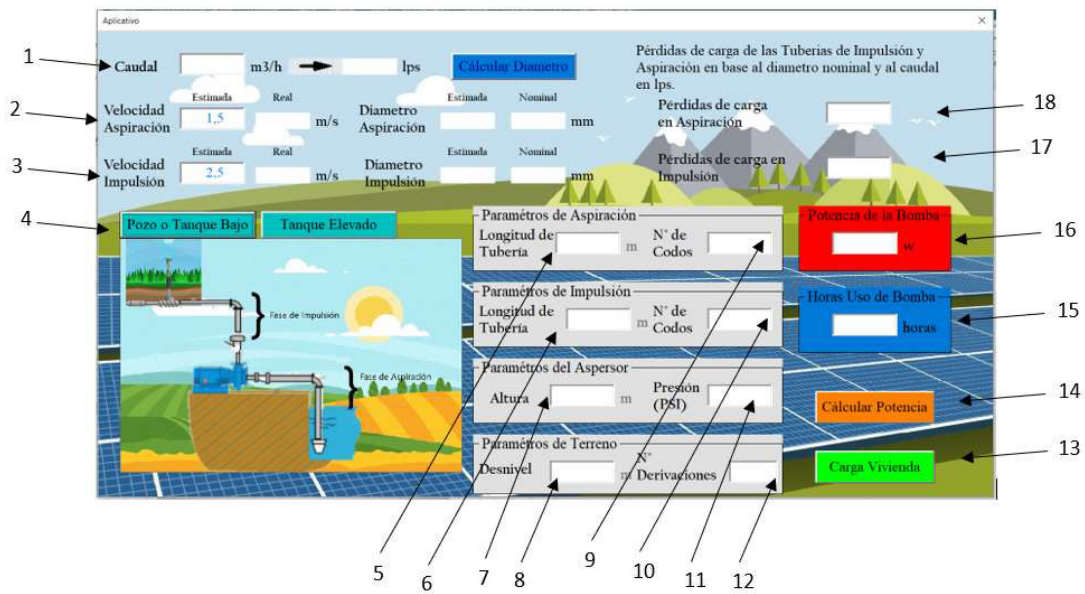 Aplicativo
1
Caudal
m3/h
lps
Cálcular Diametro
Estimada
Real
2
Velocidad
Aspiración
1,5
m/s
Diametro
Aspiración
Estimada
Nominal
mm
Estimada
Real
3
Velocidad
Impulsión
2,5
m/s
Diametro
Impulsión
Estimada
Nominal
mm
Pérdidas de carga de las Tuberias de Impulsión y
Aspiración en base al diametro nominal y al caudal
en lps.
Pérdidas de carga
en Aspiración
18
Pérdidas de carga en
Impulsión
17
4
Pozo o Tanque Bajo
Tanque Elevado
Fase de Impulsión
Fase de Aspiración
Paramétros de Aspiración
Longitud de
Tubería
m
N° de
Codos
Paramétros de Impulsión
Longitud de
Tubería
m
N° de
Codos
Paramétros del Aspersor
Altura
m
Presión
(PSI)
Paramétros de Terreno
Desnivel
m
N°
Derivaciones
Potencia de la Bomba
w
16
Horas Uso de Bomba
horas
15
Cálcular Potencia
14
Carga Vivienda
13
5
6
7
8
9
10
11
12